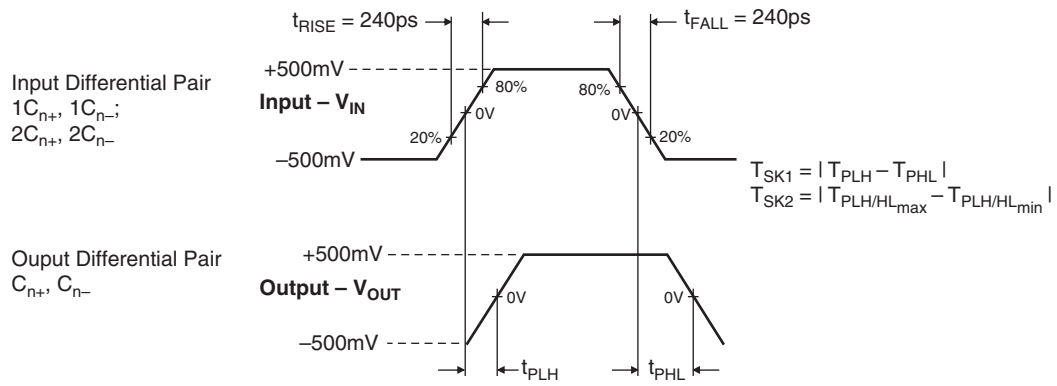 t_RISE = 240ps
t_FALL = 240ps
Input Differential Pair
1C_n+, 1C_n–;
2C_n+, 2C_n–
+500mV
Input – V_IN
80%
80%
0V
0V
20%
20%
–500mV
T_SK1 = | T_PLH – T_PHL |
T_SK2 = | T_PLH/HL_max – T_PLH/HL_min |
Ouput Differential Pair
C_n+, C_n–
+500mV
Output – V_OUT
0V
0V
–500mV
t_PLH
t_PHL